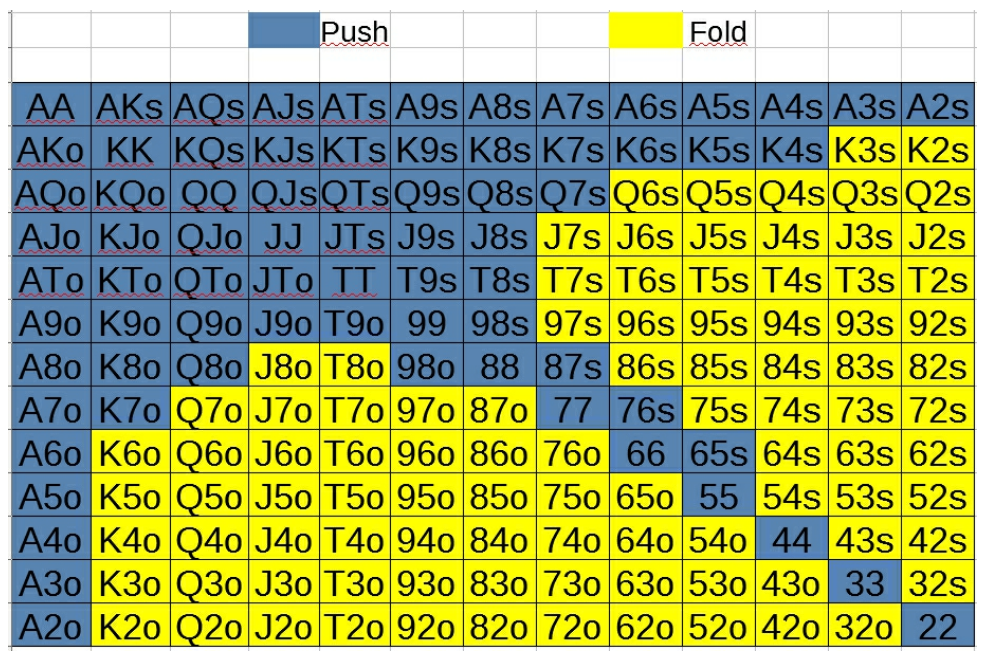 Push Fold
AA AKs AQs AJs ATs A9s A8s A7s A6s A5s A4s A3s A2s
AKo KK KQs KJs KTs K9s K8s K7s K6s K5s K4s K3s K2s
AQo KQo QQ QJs QTs Q9s Q8s Q7s Q6s Q5s Q4s Q3s Q2s
AJo KJo QJo JJ JTs J9s J8s J7s J6s J5s J4s J3s J2s
ATo KTo QTo JTo TT T9s T8s T7s T6s T5s T4s T3s T2s
A9o K9o Q9o J9o T9o 99 98s 97s 96s 95s 94s 93s 92s
A8o K8o Q8o J8o T8o 98o 88 87s 86s 85s 84s 83s 82s
A7o K7o Q7o J7o T7o 97o 87o 77 76s 75s 74s 73s 72s
A6o K6o Q6o J6o T6o 96o 86o 76o 66 65s 64s 63s 62s
A5o K5o Q5o J5o T5o 95o 85o 75o 65o 55 54s 53s 52s
A4o K4o Q4o J4o T4o 94o 84o 74o 64o 54o 44 43s 42s
A3o K3o Q3o J3o T3o 93o 83o 73o 63o 53o 43o 33 32s
A2o K2o Q2o J2o T2o 92o 82o 72o 62o 52o 42o 32o 22